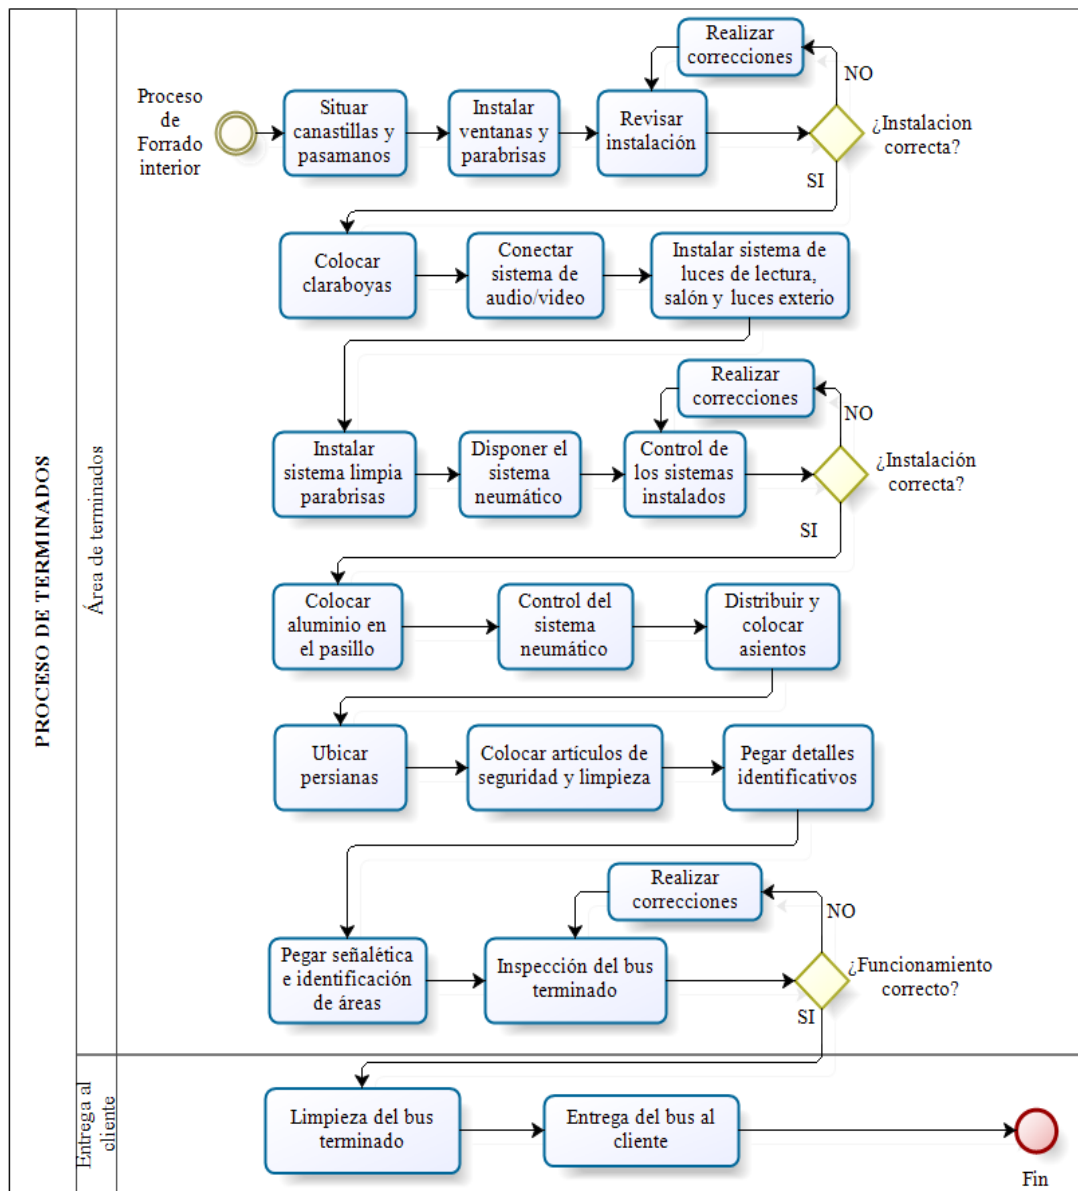 PROCESO DE TERMINADOS
Área de terminados
Proceso
de
Forrado
interior
Situar
canastillas y
pasamanos
Instalar
ventanas y
parabrisas
Revisar
instalación
Realizar
correcciones
NO
¿Instalacion
correcta?
SI
Colocar
claraboyas
Conectar
sistema de
audio/video
Instalar sistema de
luces de lectura,
salón y luces exterio
Instalar
sistema limpia
parabrisas
Disponer el
sistema
neumático
Control de
los sistemas
instalados
Realizar
correcciones
NO
¿Instalación
correcta?
SI
Colocar
aluminio en
el pasillo
Control del
sistema
neumático
Distribuir y
colocar
asientos
Ubicar
persianas
Colocar artículos de
seguridad y limpieza
Pegar detalles
identificativos
Pegar señalética
e identificación
de áreas
Inspección del bus
terminado
Realizar
correcciones
NO
¿Funcionamiento
correcto?
SI
Entrega al
cliente
Limpieza del bus
terminado
Entrega del bus al
cliente
Fin